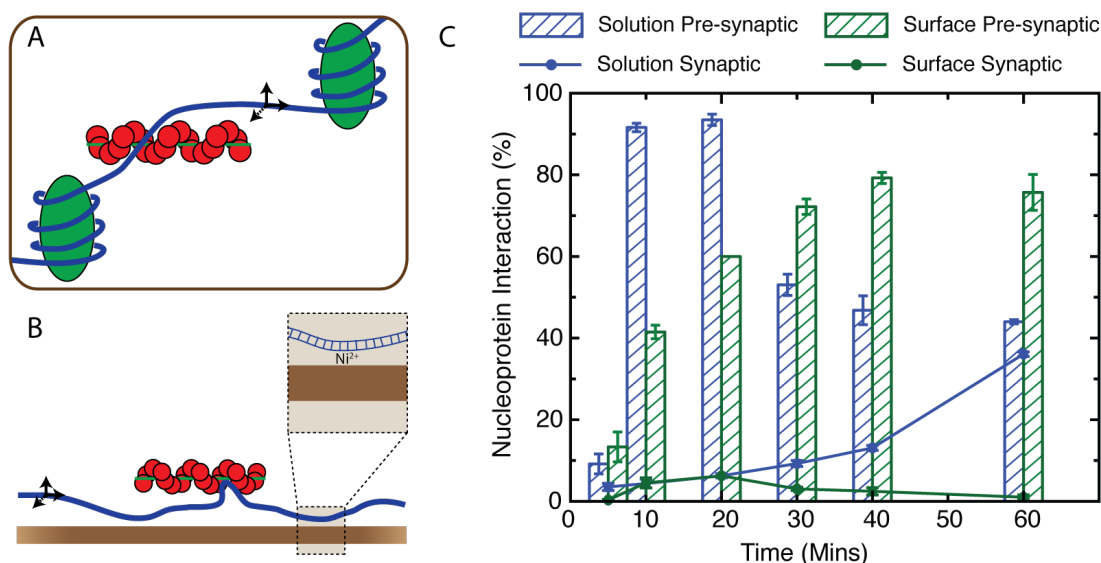 A
B
Ni²⁺
C
Solution Pre-synaptic
Surface Pre-synaptic
Solution Synaptic
Surface Synaptic
Nucleoprotein Interaction (%)
100
80
60
40
20
0
0 10 20 30 40 60
Time (Mins)